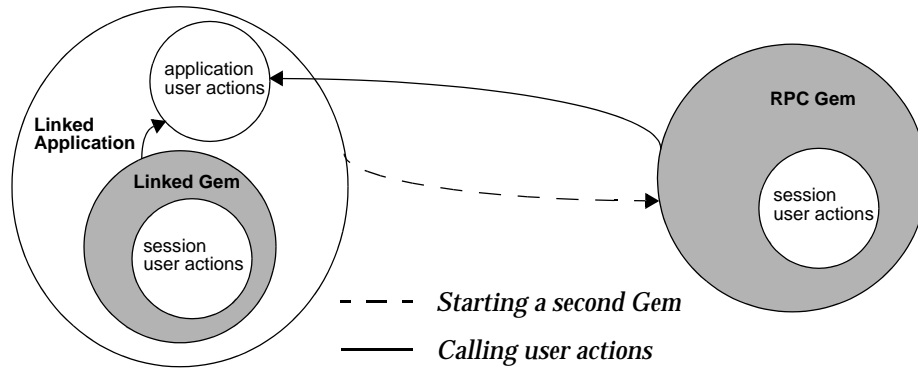 application
user actions
Linked
Application
Linked Gem
session
user actions
RPC Gem
session
user actions
Starting a second Gem
Calling user actions